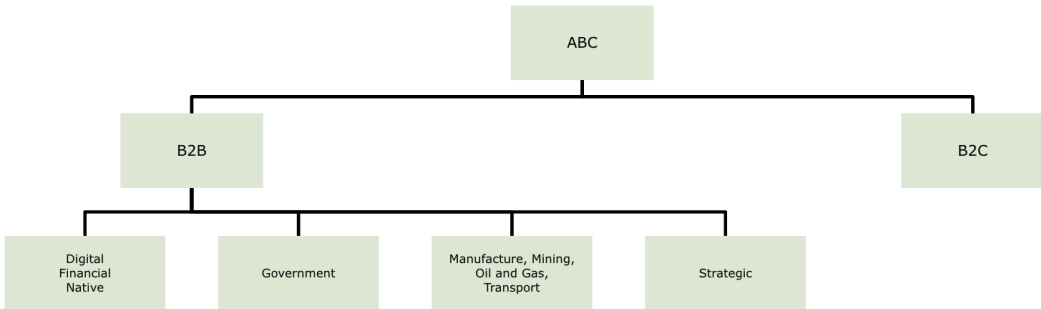 ABC
B2B
B2C
Digital
Financial
Native
Government
Manufacture, Mining,
Oil and Gas,
Transport
Strategic